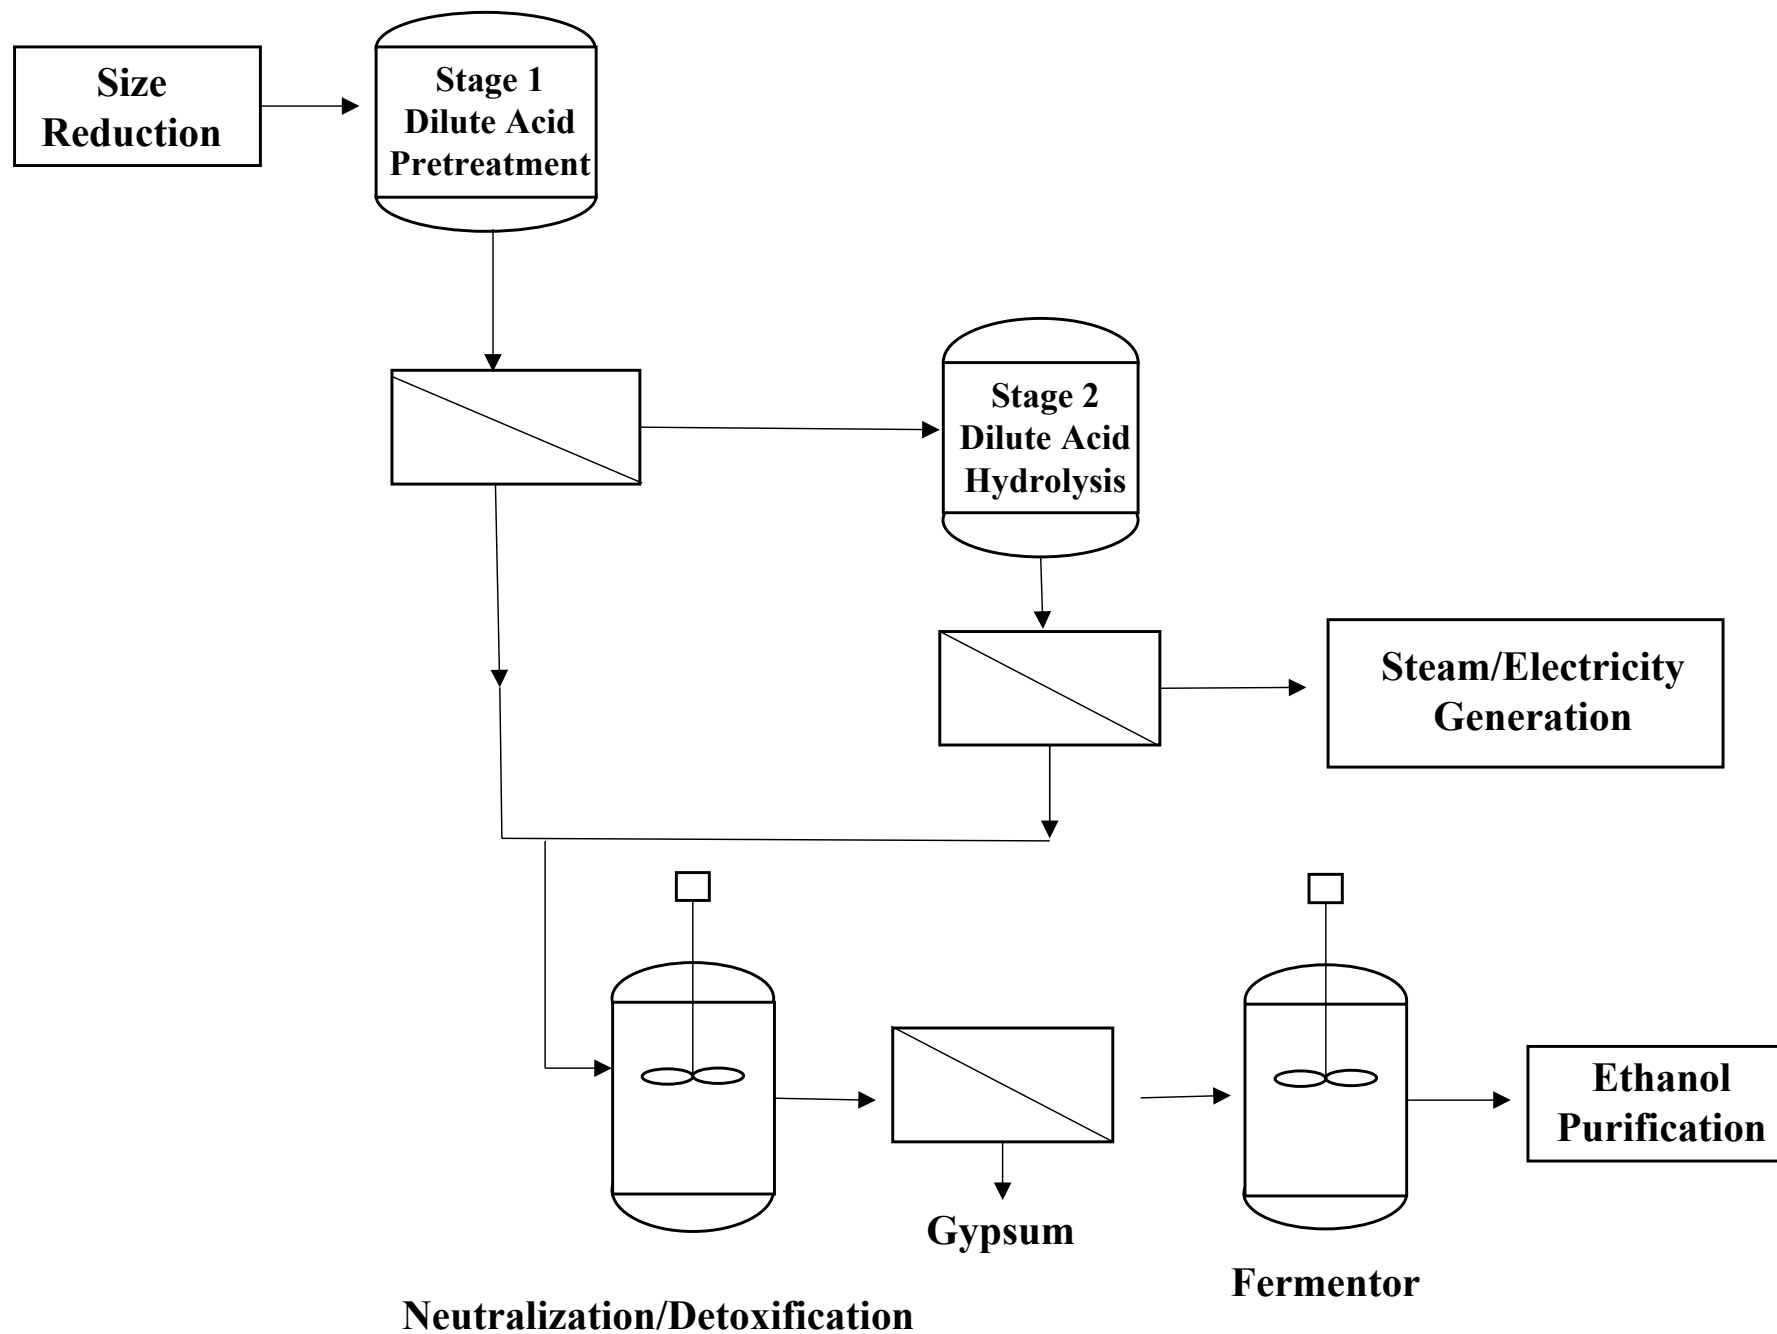 Size
Reduction
Stage 1
Dilute Acid
Pretreatment
Stage 2
Dilute Acid
Hydrolysis
Steam/Electricity
Generation
Ethanol
Purification
Gypsum
Fermentor
Neutralization/Detoxification